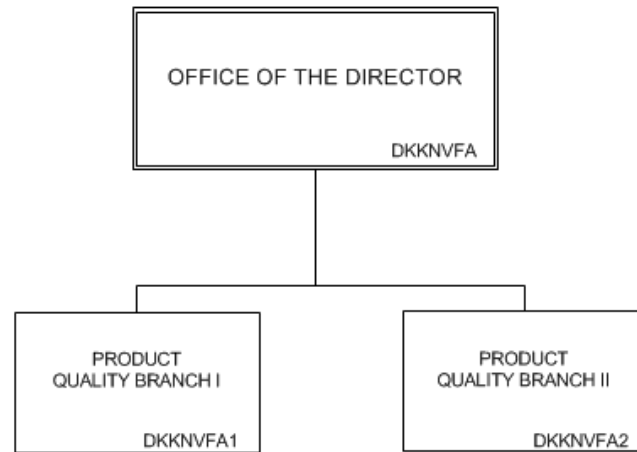 OFFICE OF THE DIRECTOR
DKKNVFA
PRODUCT
QUALITY BRANCH I
DKKNVFA1
PRODUCT
QUALITY BRANCH II
DKKNVFA2